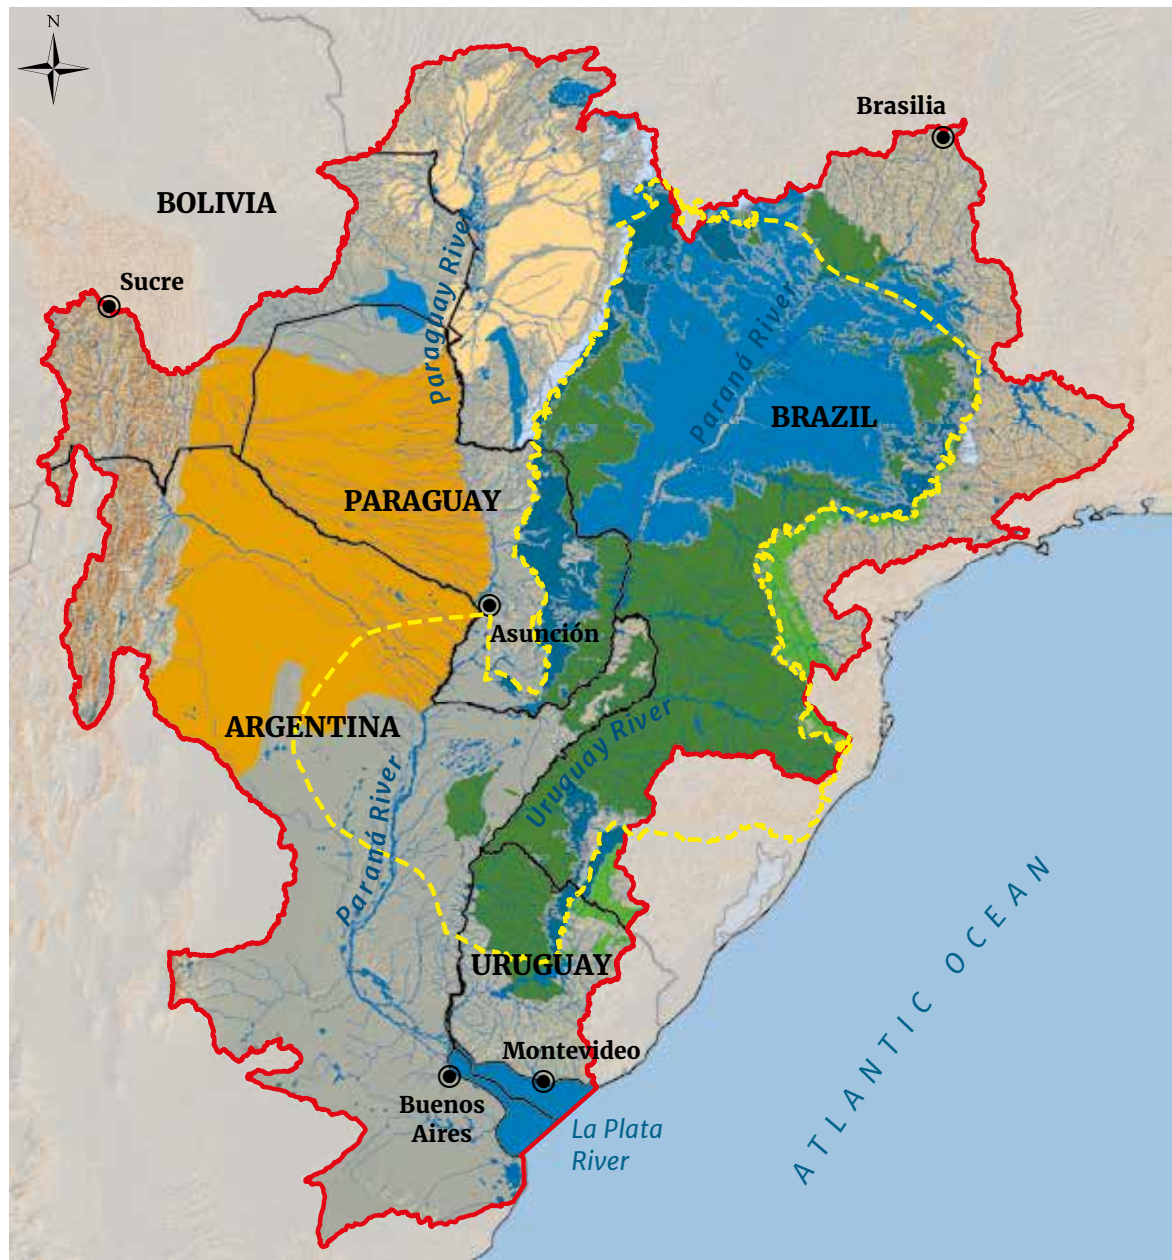 N
Brasilia
BOLIVIA
Paraguay River
Sucre
Paraná River
BRAZIL
PARAGUAY
Asunción
ARGENTINA
Uruguay River
Paraná River
URUGUAY
ATLANTIC OCEAN
Montevideo
Buenos
Aires
La Plata
River